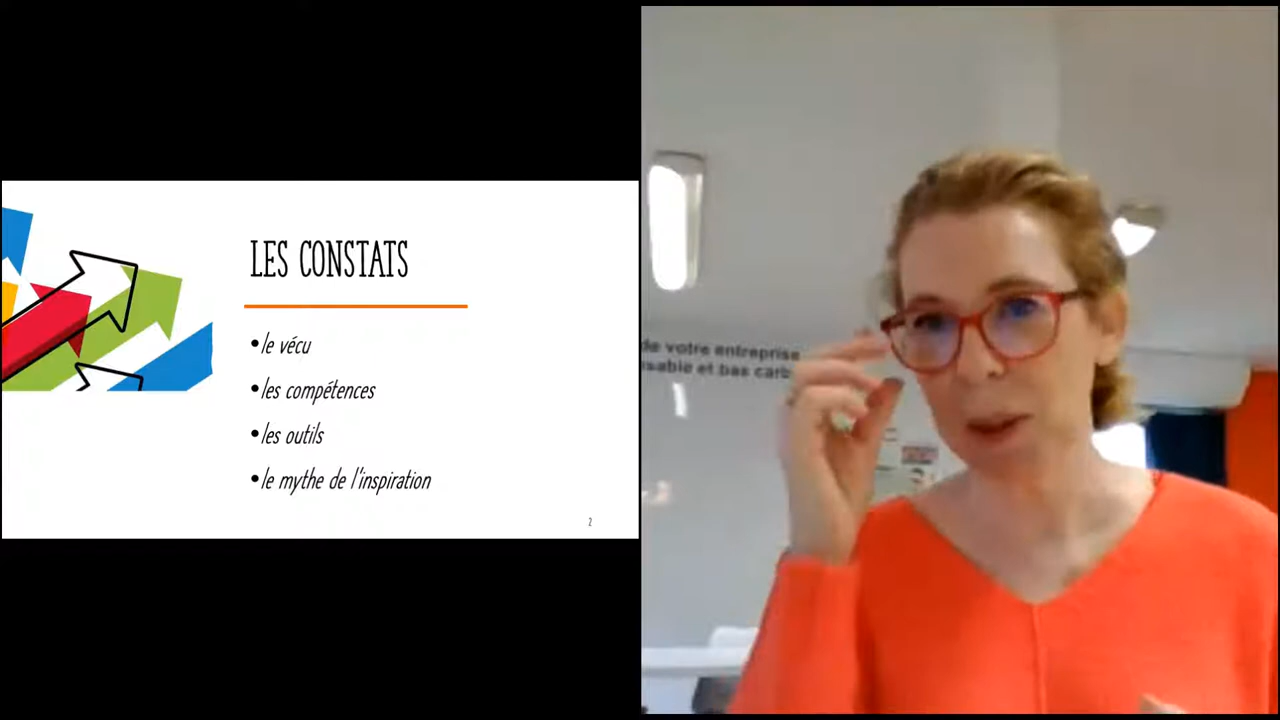 LES CONSTATS
• le vécu
• les compétences
• les outils
• le mythe de l'inspiration
2
de votre entreprise
sable et bas carb